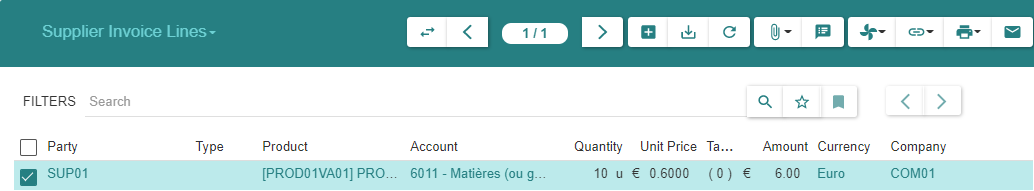 Supplier Invoice Lines
1 / 1
FILTERS Search
Party Type Product Account Quantity Unit Price Ta… Amount Currency Company
SUP01 [PROD01VA01] PRO… 6011 - Matières (ou g… 10 u € 0.6000 ( 0 ) € 6.00 Euro COM01